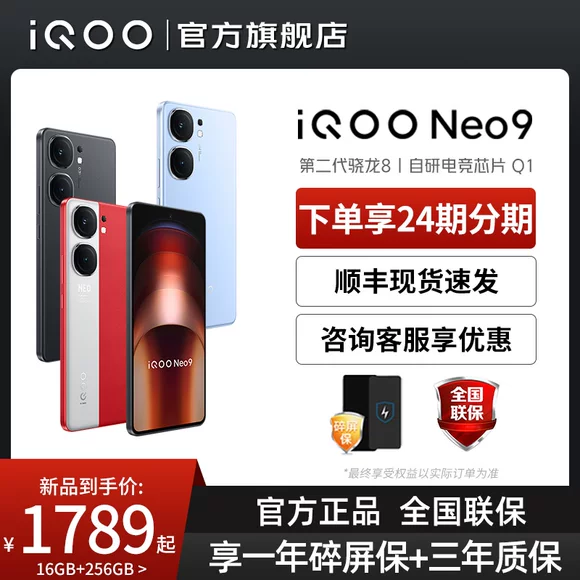 iQOO 官方旗舰店
iQOO Neo9
第二代骁龙8 | 自研电竞芯片 Q1
下单享24期分期
顺丰现货速发
咨询客服享优惠
NEO
iQOO
iQOO Neo9
碎屏保
全国联保
*最终享受权益以实际订单为准
新品到手价:
¥1789起
16GB+256GB >
官方正品 全国联保
享一年碎屏保+三年质保